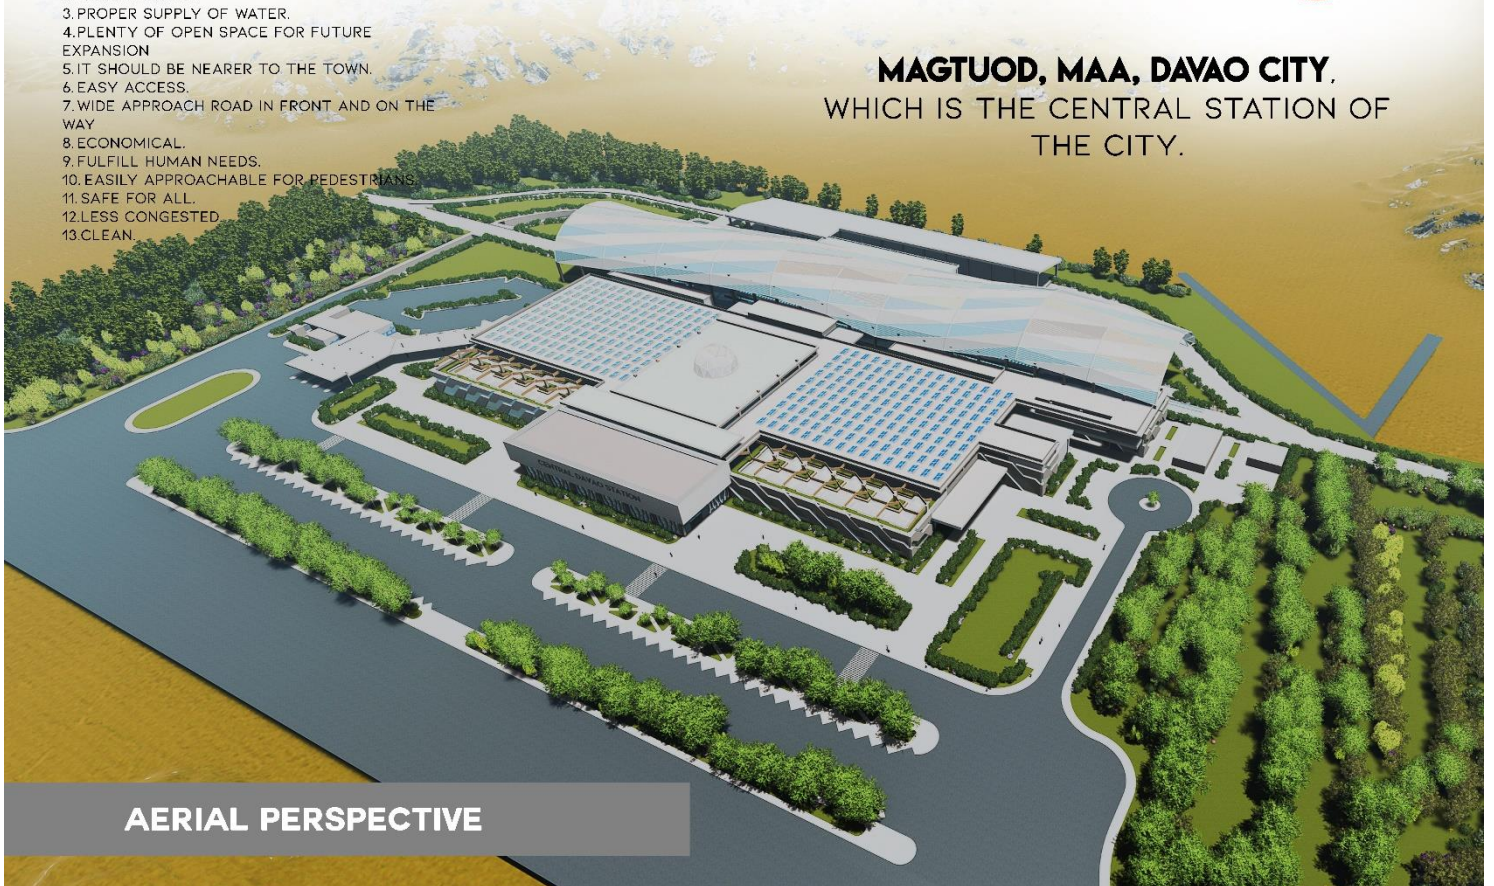 3. PROPER SUPPLY OF WATER.
4. PLENTY OF OPEN SPACE FOR FUTURE
EXPANSION
5. IT SHOULD BE NEARER TO THE TOWN.
6. EASY ACCESS.
7. WIDE APPROACH ROAD IN FRONT AND ON THE
WAY
8. ECONOMICAL.
9. FULFILL HUMAN NEEDS.
10. EASILY APPROACHABLE FOR PEDESTRIANS.
11. SAFE FOR ALL.
12. LESS CONGESTED.
13. CLEAN.
MAGTUOD, MAA, DAVAO CITY,
WHICH IS THE CENTRAL STATION OF
THE CITY.
CENTRAL DAVAO STATION
AERIAL PERSPECTIVE